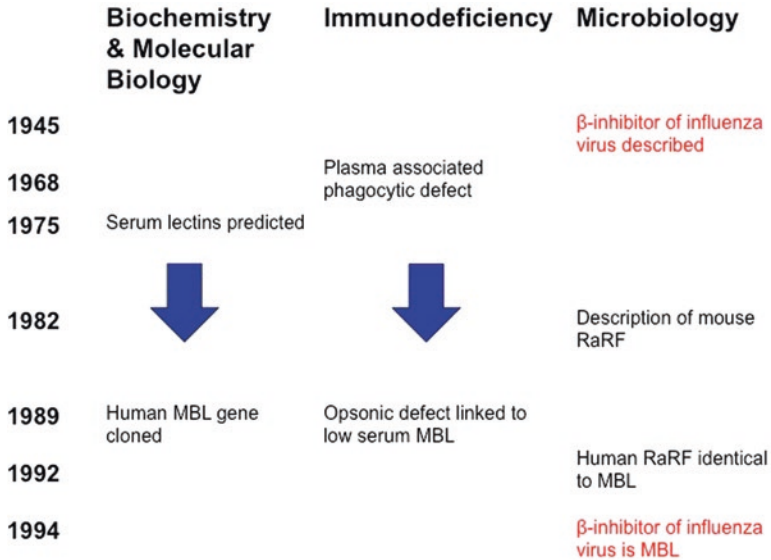 Biochemistry
& Molecular
Biology
Immunodeficiency
Microbiology
1945
β-inhibitor of influenza
virus described
1968
Plasma associated
phagocytic defect
1975
Serum lectins predicted
1982
Description of mouse
RaRF
1989
Human MBL gene
cloned
Opsonic defect linked to
low serum MBL
1992
Human RaRF identical
to MBL
1994
β-inhibitor of influenza
virus is MBL